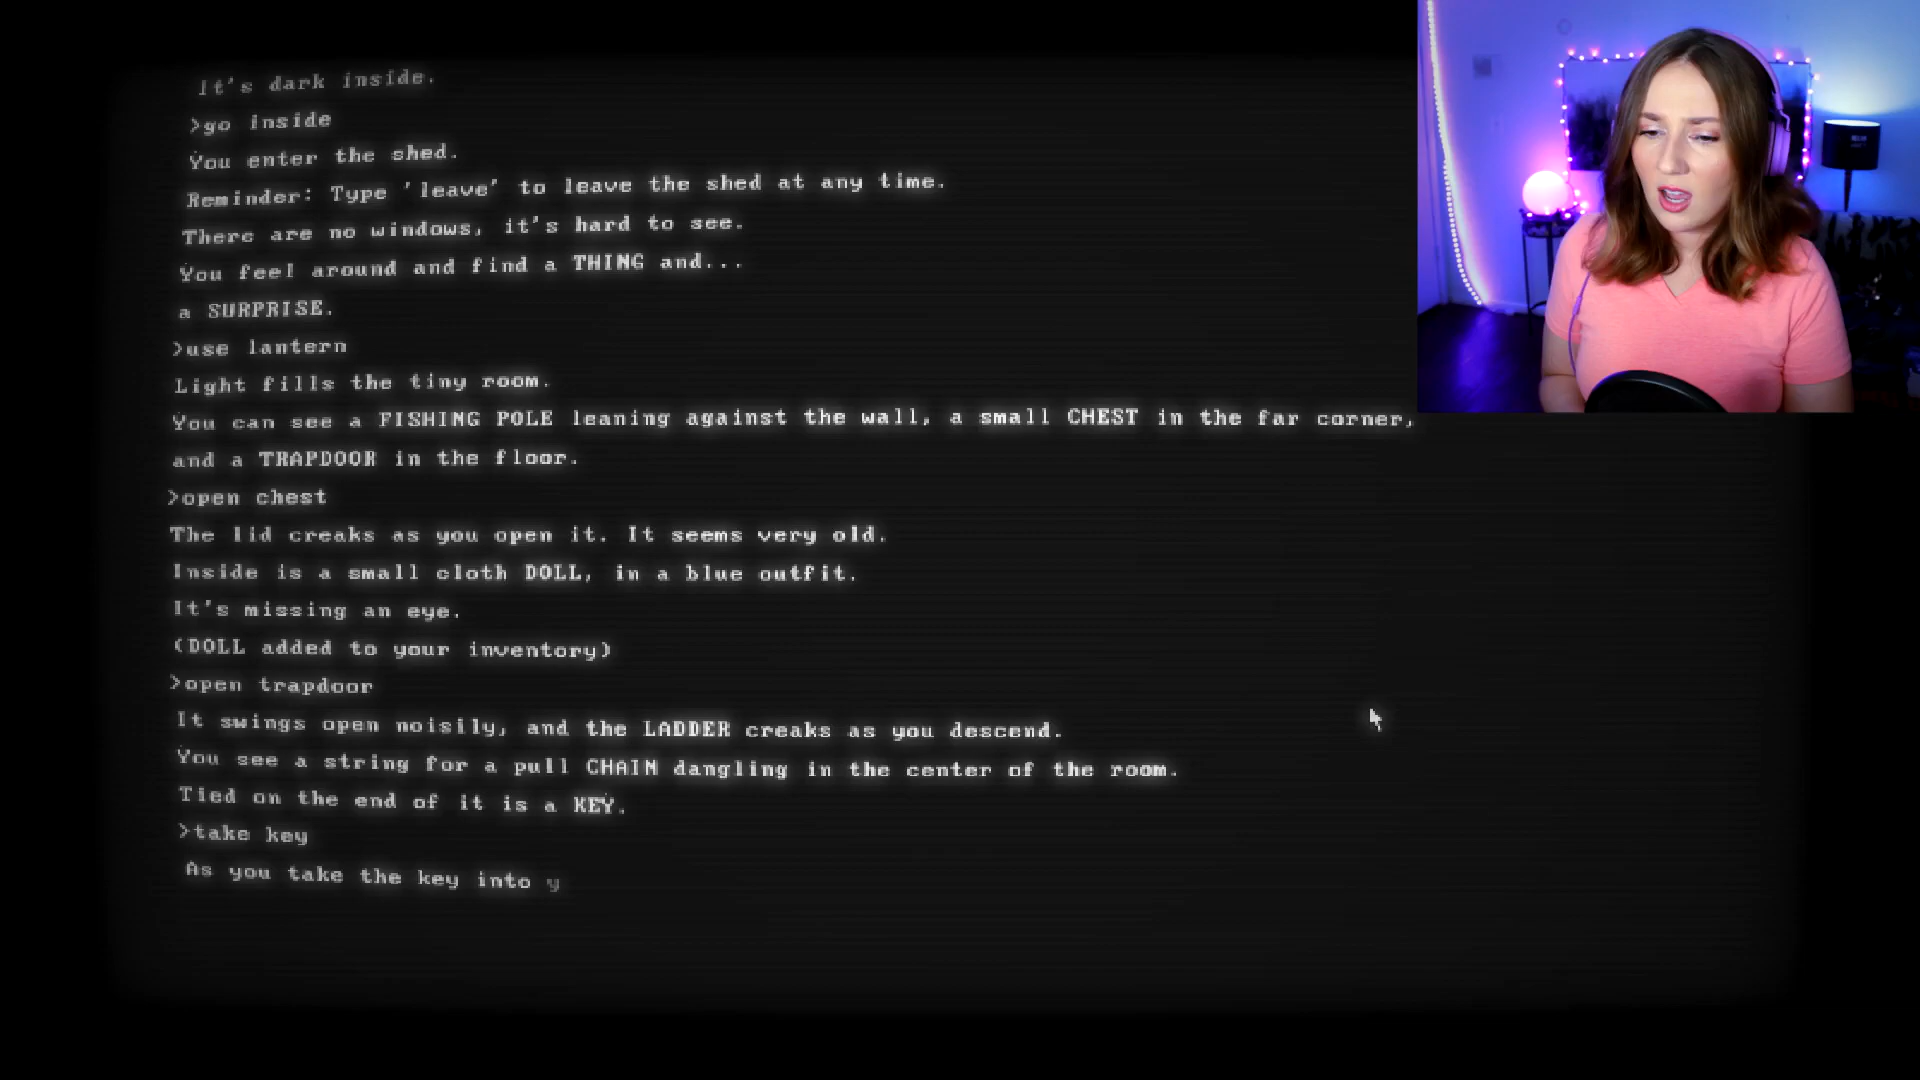 It's dark inside.
>go inside
You enter the shed.
Reminder: Type 'leave' to leave the shed at any time.
There are no windows, it's hard to see.
You feel around and find a THING and...
a SURPRISE.
>use lantern
Light fills the tiny room.
You can see a FISHING POLE leaning against the wall, a small CHEST in the far corner,
and a TRAPDOOR in the floor.
>open chest
The lid creaks as you open it. It seems very old.
Inside is a small cloth DOLL, in a blue outfit.
It's missing an eye.
(DOLL added to your inventory)
>open trapdoor
It swings open noisily, and the LADDER creaks as you descend.
You see a string for a pull CHAIN dangling in the center of the room.
Tied on the end of it is a KEY.
>take key
As you take the key into y